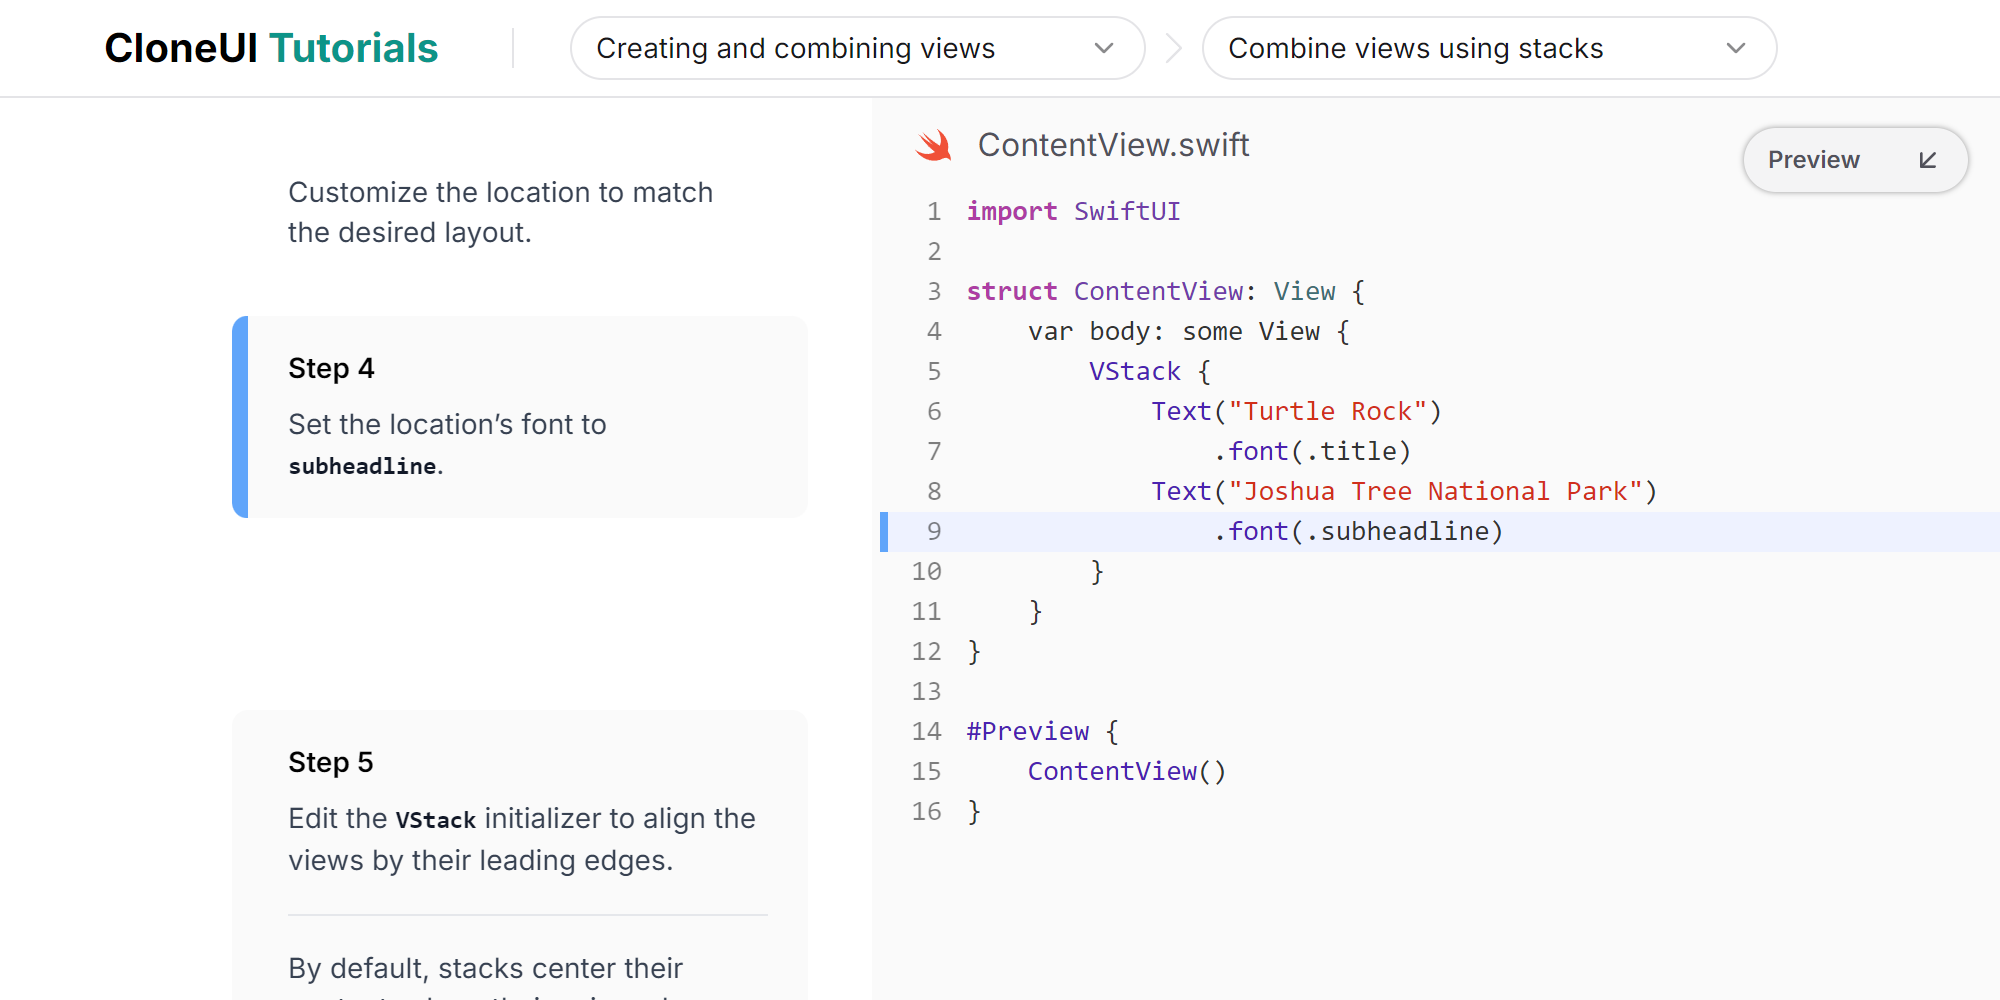 CloneUI Tutorials
Creating and combining views
Combine views using stacks
Customize the location to match
the desired layout.
Step 4
Set the location’s font to
subheadline.
Step 5
Edit the VStack initializer to align the
views by their leading edges.
By default, stacks center their
ContentView.swift
Preview
1 import SwiftUI
2
3 struct ContentView: View {
4     var body: some View {
5         VStack {
6             Text("Turtle Rock")
7                 .font(.title)
8             Text("Joshua Tree National Park")
9                 .font(.subheadline)
10         }
11     }
12 }
13
14 #Preview {
15     ContentView()
16 }